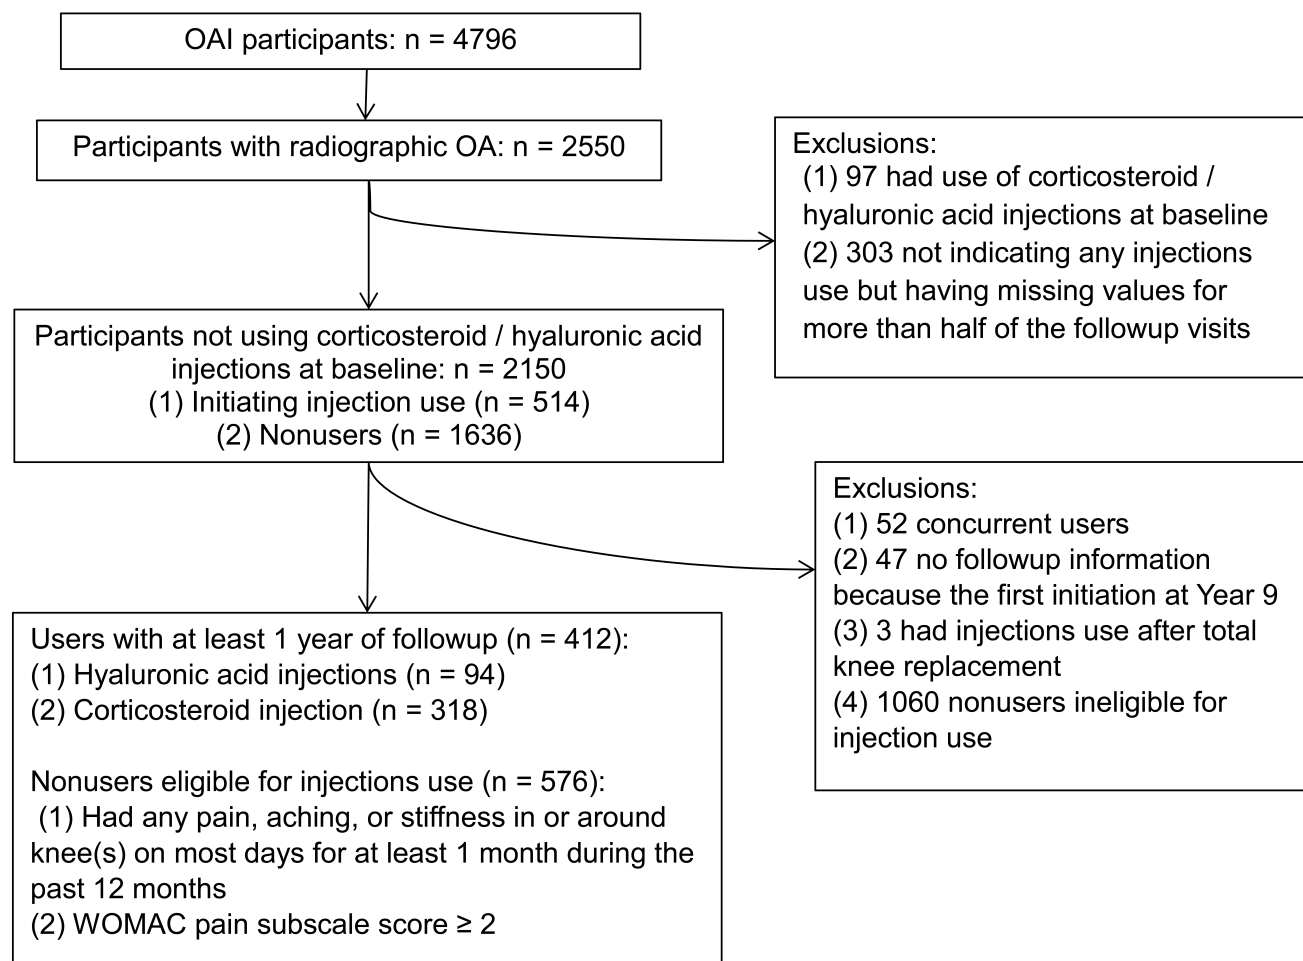 OAI participants: n = 4796
Participants with radiographic OA: n = 2550
Exclusions:
(1) 97 had use of corticosteroid /
hyaluronic acid injections at baseline
(2) 303 not indicating any injections
use but having missing values for
more than half of the followup visits
Participants not using corticosteroid / hyaluronic acid
injections at baseline: n = 2150
(1) Initiating injection use (n = 514)
(2) Nonusers (n = 1636)
Exclusions:
(1) 52 concurrent users
(2) 47 no followup information
because the first initiation at Year 9
(3) 3 had injections use after total
knee replacement
(4) 1060 nonusers ineligible for
injection use
Users with at least 1 year of followup (n = 412):
(1) Hyaluronic acid injections (n = 94)
(2) Corticosteroid injection (n = 318)
Nonusers eligible for injections use (n = 576):
(1) Had any pain, aching, or stiffness in or around
knee(s) on most days for at least 1 month during the
past 12 months
(2) WOMAC pain subscale score ≥ 2